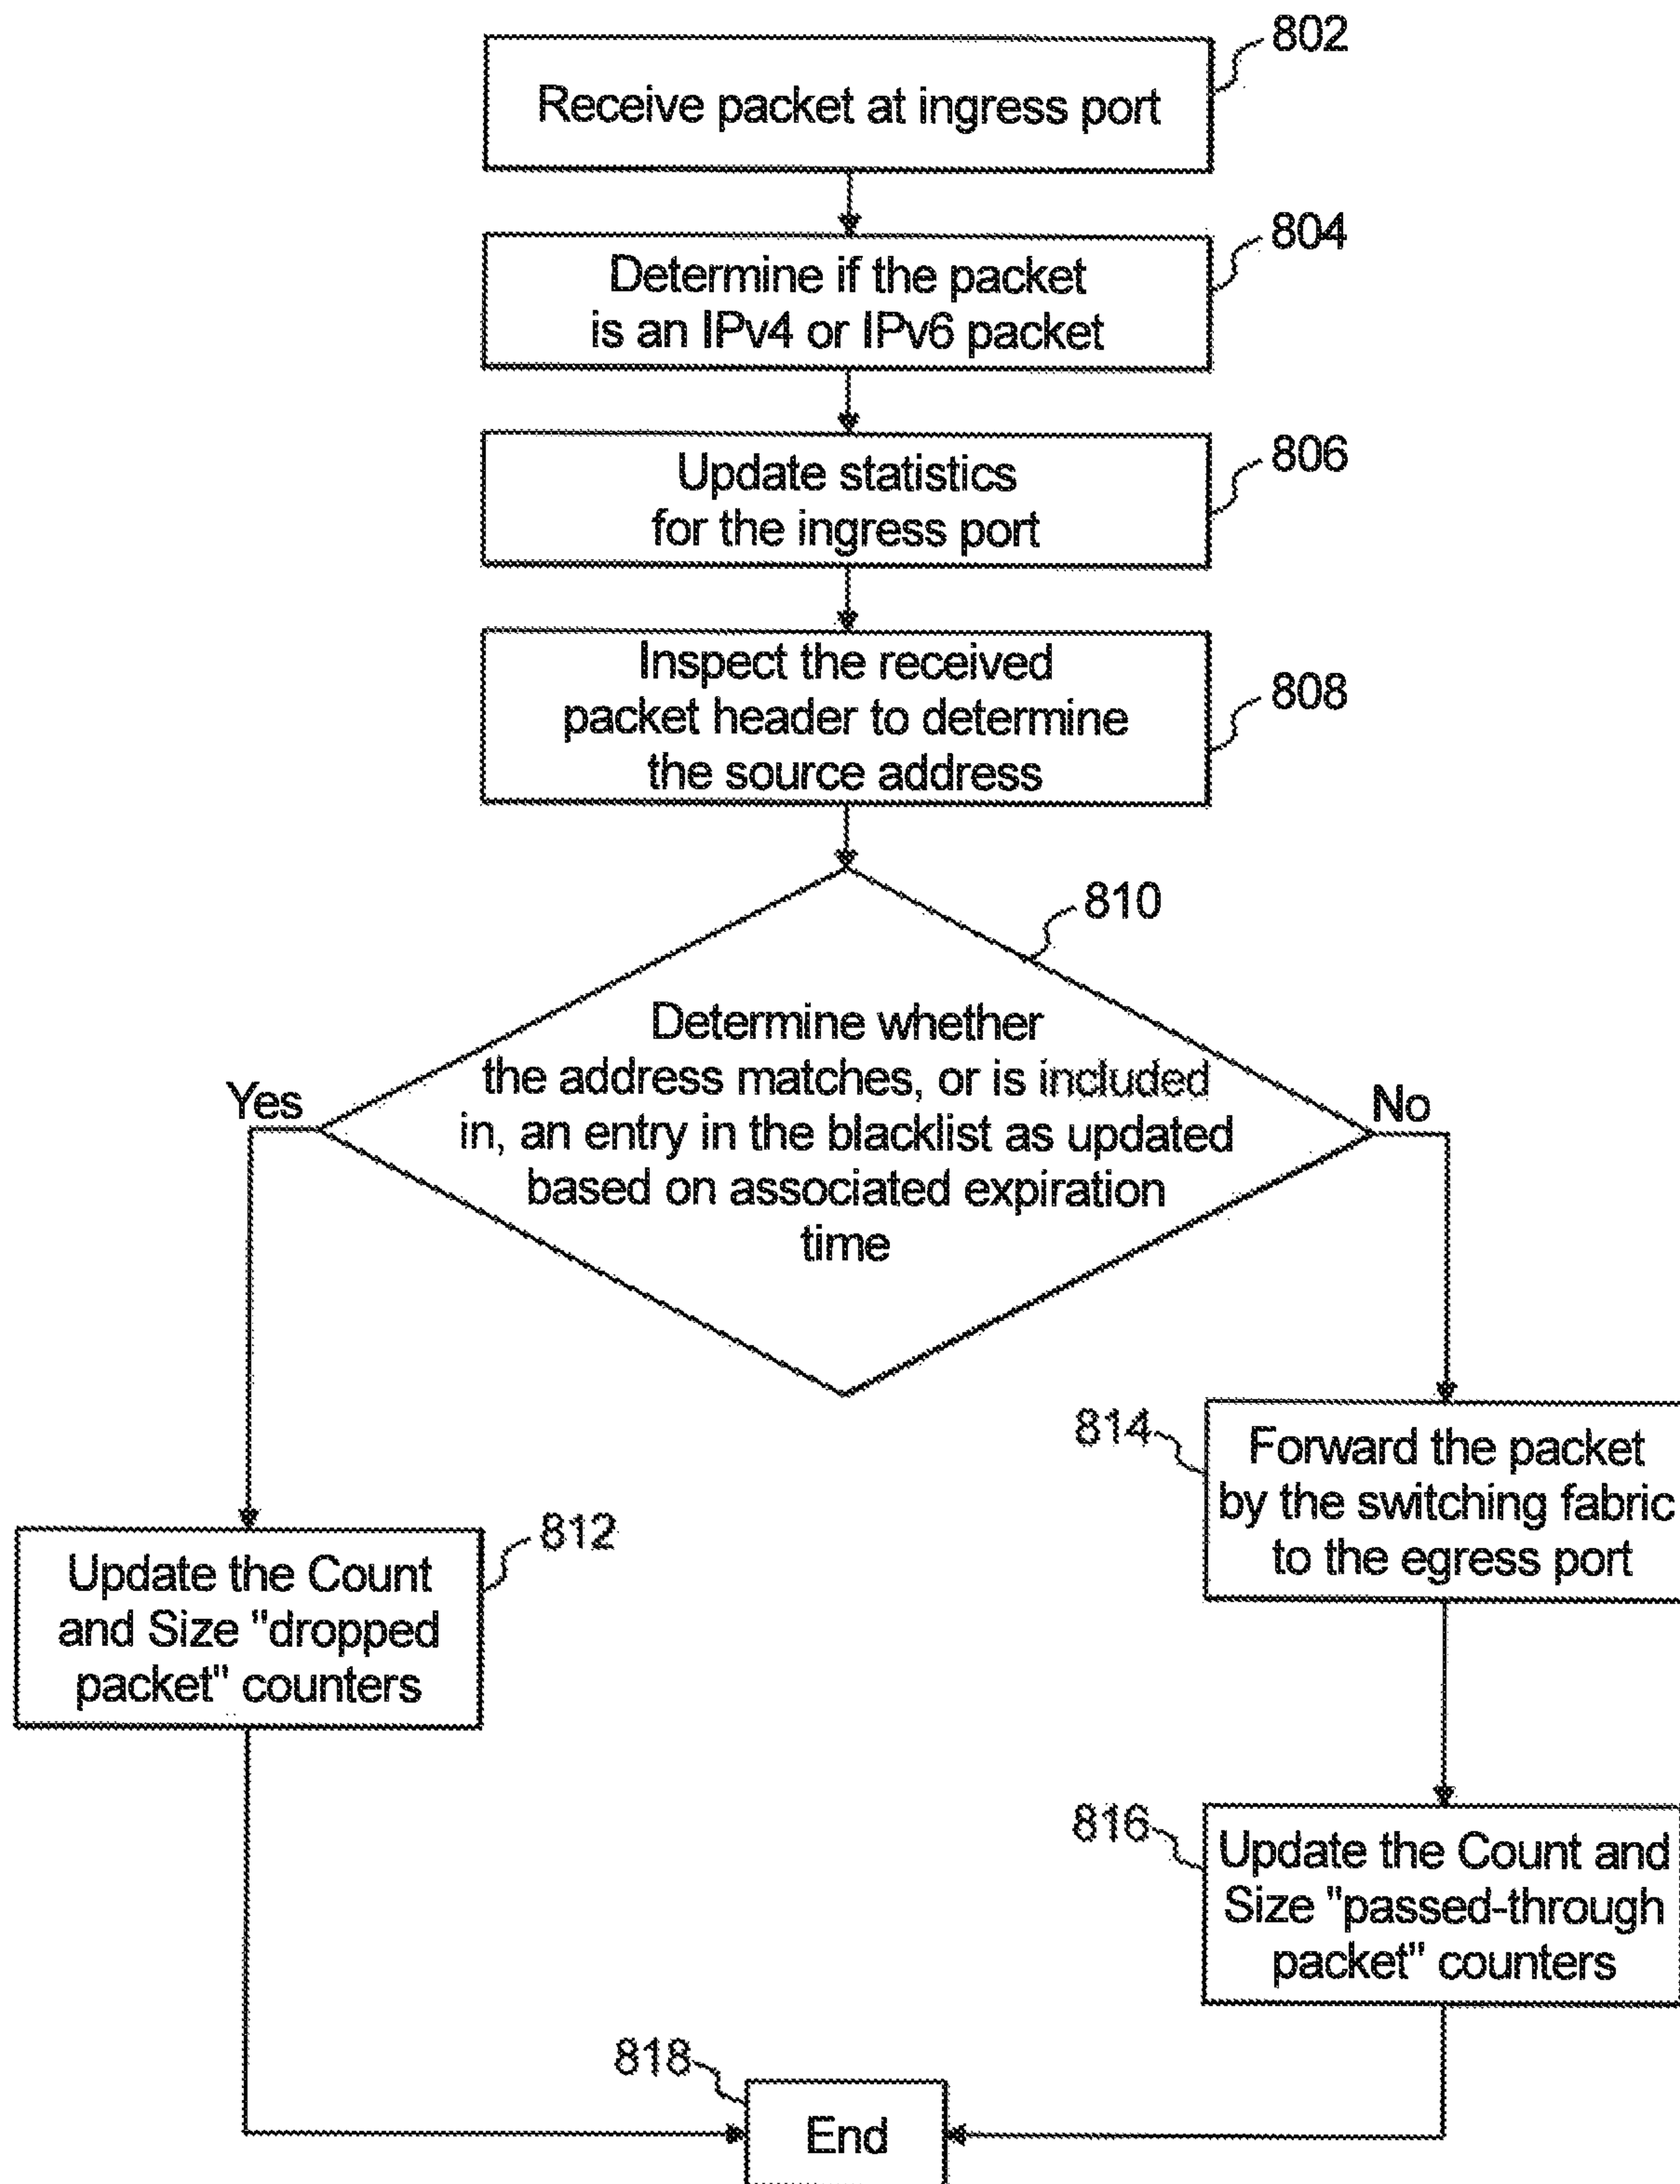 802
Receive packet at ingress port
804
Determine if the packet
is an IPv4 or IPv6 packet
806
Update statistics
for the ingress port
808
Inspect the received
packet header to determine
the source address
810
Determine whether
the address matches, or is included
in, an entry in the blacklist as updated
based on associated expiration
time
Yes
No
814
Forward the packet
by the switching fabric
to the egress port
812
Update the Count
and Size "dropped
packet" counters
816
Update the Count and
Size "passed-through
packet" counters
818
End